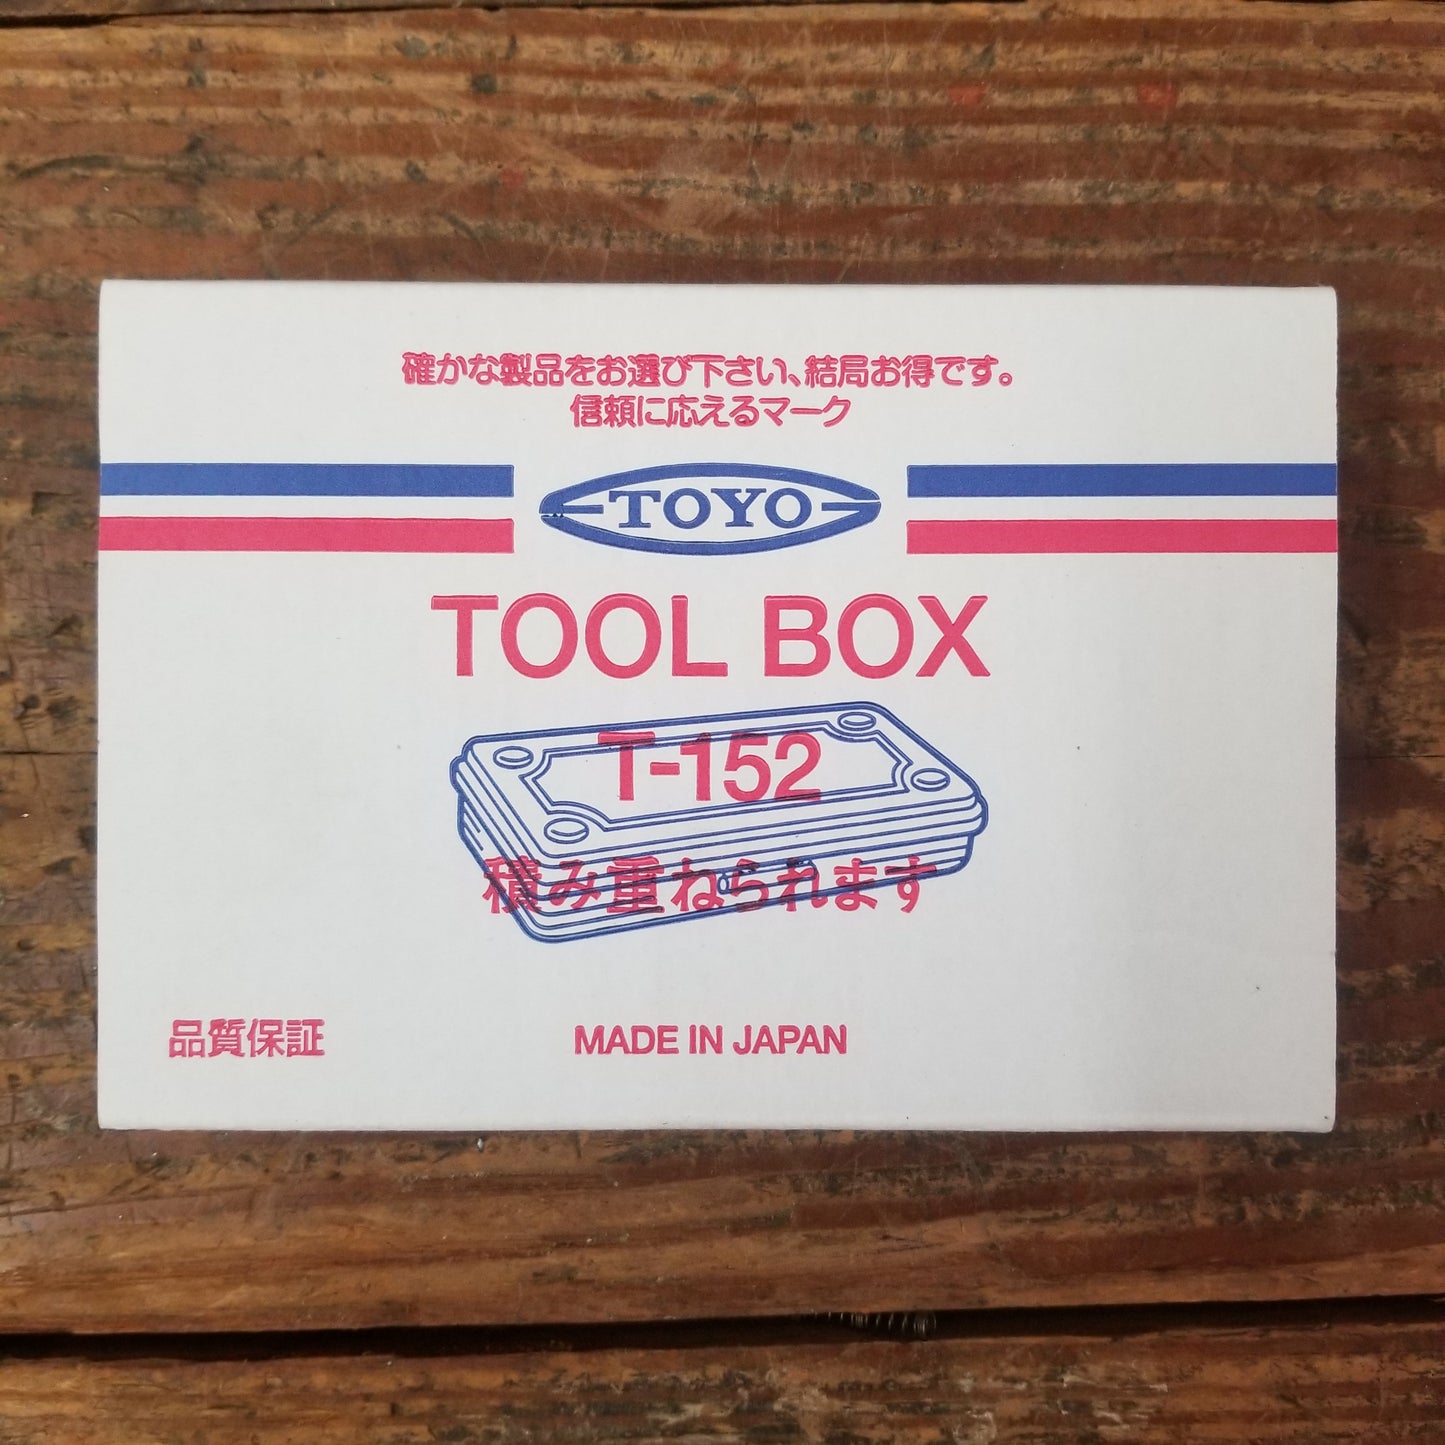 確かな製品をお選び下さい、結局お得です。
信頼に応えるマーク
TOYO
TOOL BOX
T-152
積み重ねられます
品質保証
MADE IN JAPAN